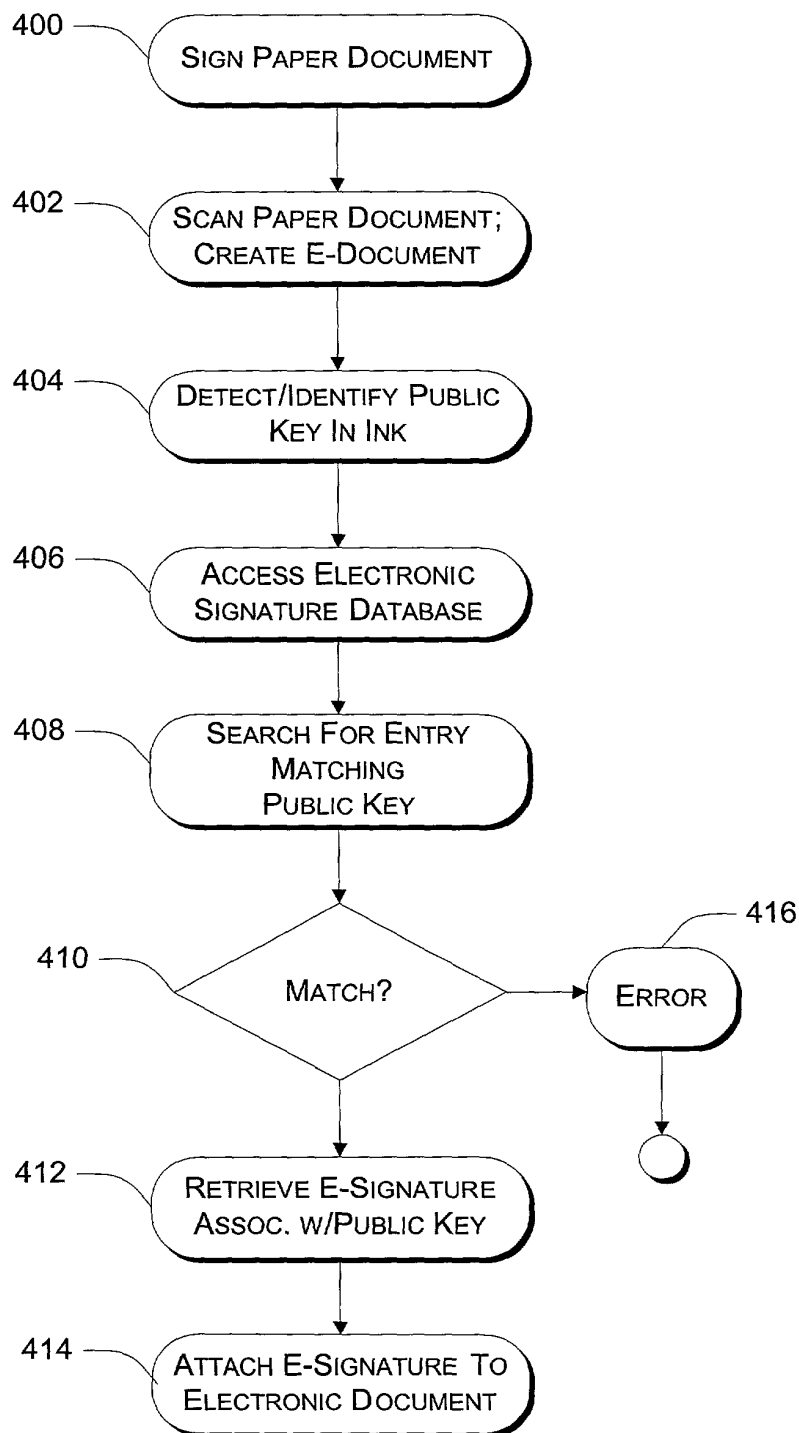 400
SIGN PAPER DOCUMENT
402
SCAN PAPER DOCUMENT;
CREATE E-DOCUMENT
404
DETECT/IDENTIFY PUBLIC
KEY IN INK
406
ACCESS ELECTRONIC
SIGNATURE DATABASE
408
SEARCH FOR ENTRY
MATCHING
PUBLIC KEY
410
MATCH?
416
ERROR
412
RETRIEVE E-SIGNATURE
ASSOC. W/PUBLIC KEY
414
ATTACH E-SIGNATURE TO
ELECTRONIC DOCUMENT